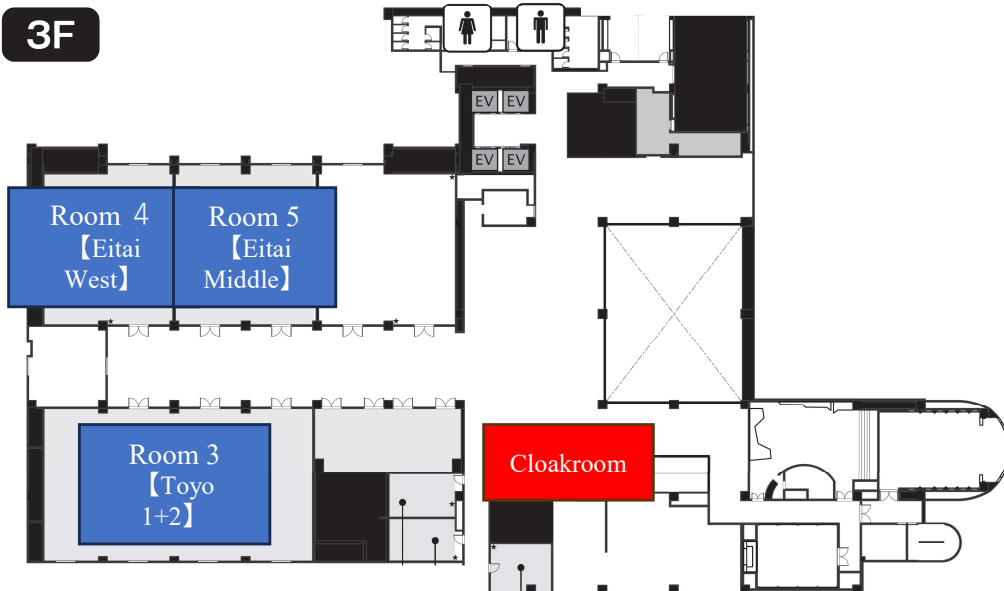 3F
EV EV
EV EV
Room ４
【Eitai
West】
Room 5
【Eitai
Middle】
Room 3
【Toyo
1+2】
Cloakroom